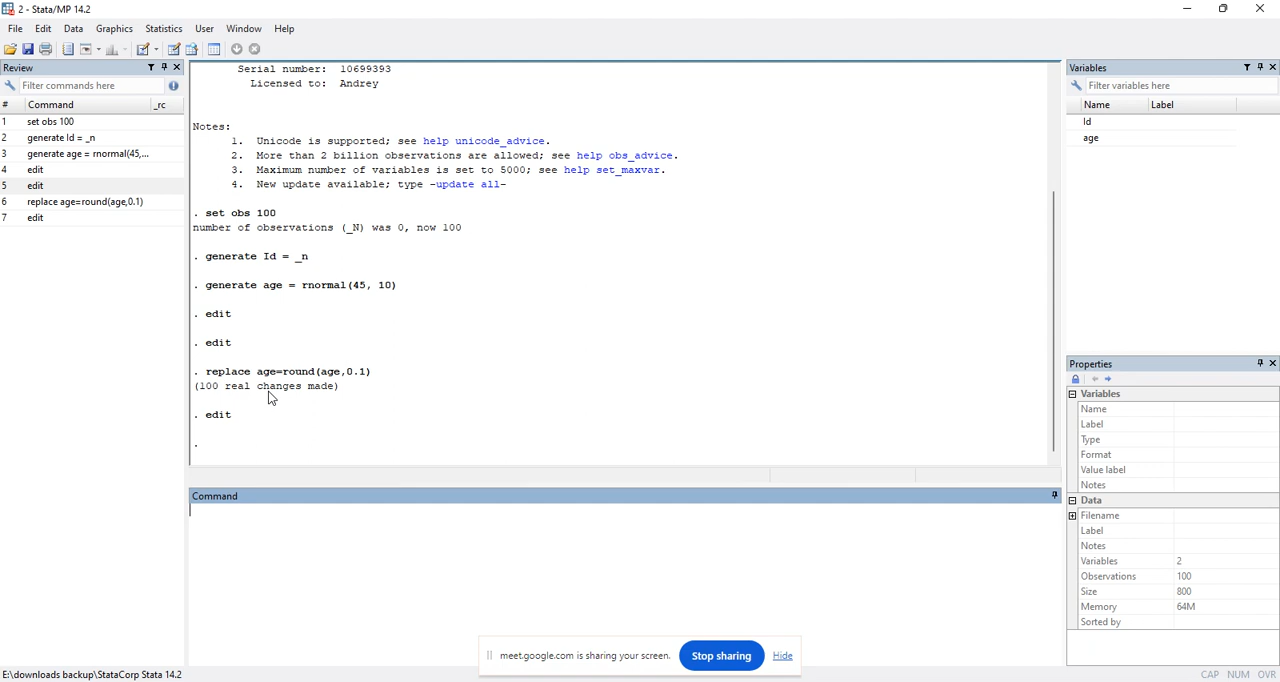 2 - Stata/MP 14.2
File Edit Data Graphics Statistics User Window Help
Review
Filter commands here
# Command _rc
1 set obs 100
2 generate Id = _n
3 generate age = rnormal(45,...
4 edit
5 edit
6 replace age=round(age,0.1)
7 edit
Serial number: 10699393
Licensed to: Andrey
Notes:
1. Unicode is supported; see help unicode_advice.
2. More than 2 billion observations are allowed; see help obs_advice.
3. Maximum number of variables is set to 5000; see help set_maxvar.
4. New update available; type -update all-
. set obs 100
number of observations (_N) was 0, now 100
. generate Id = _n
. generate age = rnormal(45, 10)
. edit
. edit
. replace age=round(age,0.1)
(100 real changes made)
. edit
.
Command
Variables
Filter variables here
Name Label
Id
age
Properties
Variables
Name
Label
Type
Format
Value label
Notes
Data
Filename
Label
Notes
Variables 2
Observations 100
Size 800
Memory 64M
Sorted by
meet.google.com is sharing your screen. Stop sharing Hide
E:\downloads backup\StataCorp Stata 14.2
CAP NUM OVR